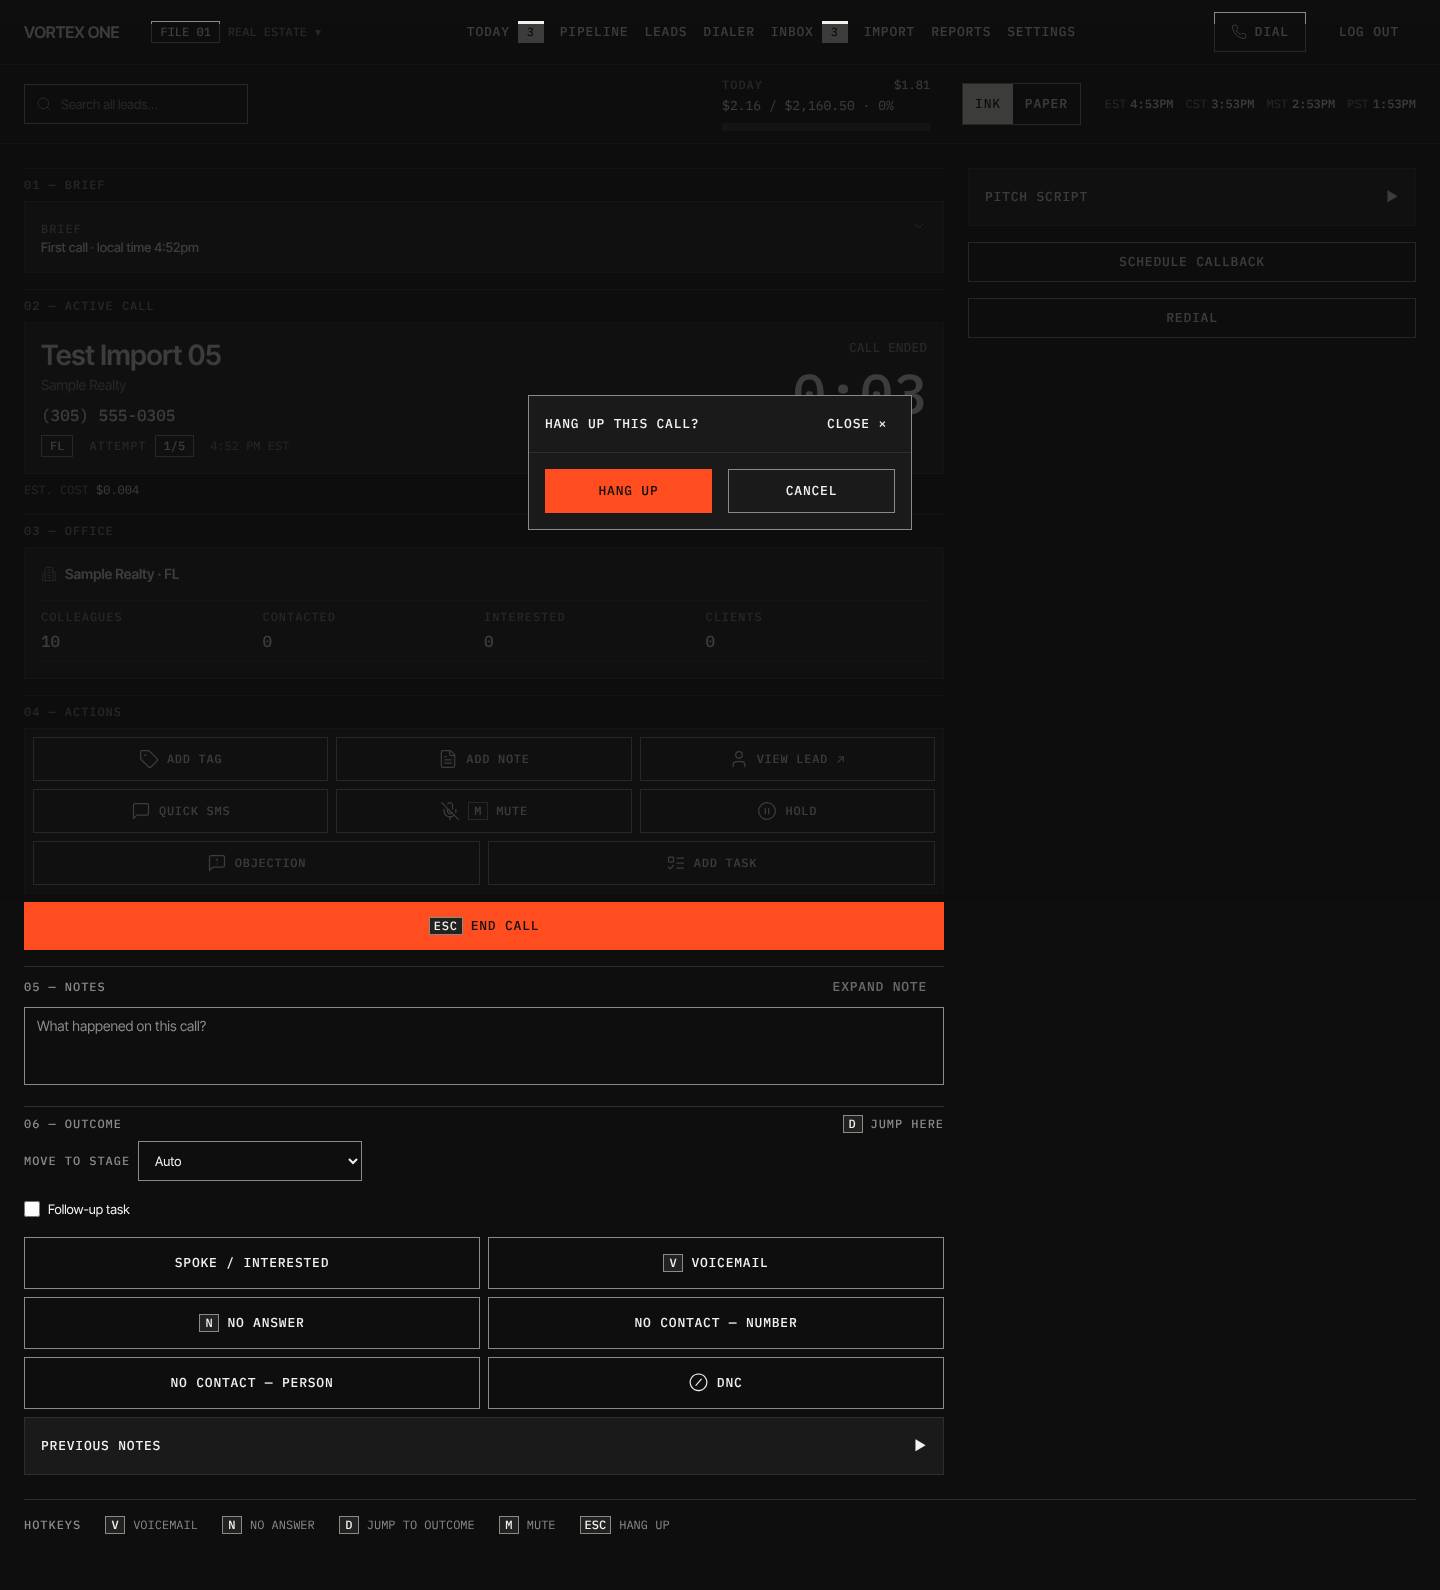 VORTEX ONE FILE 01 REAL ESTATE ▾ TODAY 3 PIPELINE LEADS DIALER INBOX 3 IMPORT REPORTS SETTINGS DIAL LOG OUT
Search all leads...
TODAY $1.81
$2.16 / $2,160.50 · 0%
INK PAPER EST 4:53PM CST 3:53PM MST 2:53PM PST 1:53PM
01 — BRIEF
BRIEF
First call · local time 4:52pm
PITCH SCRIPT ▶
SCHEDULE CALLBACK
REDIAL
02 — ACTIVE CALL
Test Import 05
Sample Realty
(305) 555-0305
FL ATTEMPT 1/5 4:52 PM EST
CALL ENDED
0:03
EST. COST $0.004
HANG UP THIS CALL? CLOSE ×
HANG UP CANCEL
03 — OFFICE
Sample Realty · FL
COLLEAGUES CONTACTED INTERESTED CLIENTS
10 0 0 0
04 — ACTIONS
ADD TAG ADD NOTE VIEW LEAD ↗
QUICK SMS M MUTE HOLD
OBJECTION ADD TASK
ESC END CALL
05 — NOTES EXPAND NOTE
What happened on this call?
06 — OUTCOME D JUMP HERE
MOVE TO STAGE Auto
Follow-up task
SPOKE / INTERESTED V VOICEMAIL
N NO ANSWER NO CONTACT — NUMBER
NO CONTACT — PERSON DNC
PREVIOUS NOTES ▶
HOTKEYS V VOICEMAIL N NO ANSWER D JUMP TO OUTCOME M MUTE ESC HANG UP